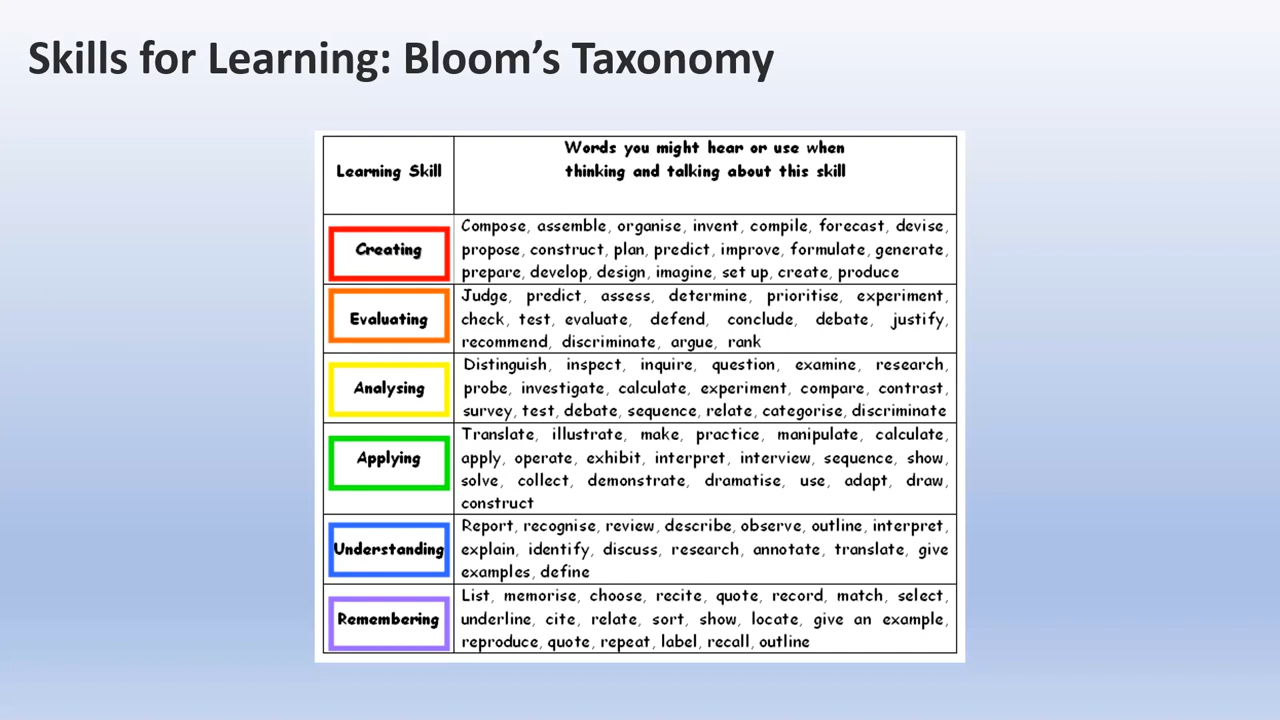 Skills for Learning: Bloom's Taxonomy
Learning Skill
Words you might hear or use when
thinking and talking about this skill
Creating
Compose, assemble, organise, invent, compile, forecast, devise,
propose, construct, plan, predict, improve, formulate, generate,
prepare, develop, design, imagine, set up, create, produce
Evaluating
Judge, predict, assess, determine, prioritise, experiment,
check, test, evaluate, defend, conclude, debate, justify,
recommend, discriminate, argue, rank
Analysing
Distinguish, inspect, inquire, question, examine, research,
probe, investigate, calculate, experiment, compare, contrast,
survey, test, debate, sequence, relate, categorise, discriminate
Applying
Translate, illustrate, make, practice, manipulate, calculate,
apply, operate, exhibit, interpret, interview, sequence, show,
solve, collect, demonstrate, dramatise, use, adapt, draw,
construct
Understanding
Report, recognise, review, describe, observe, outline, interpret,
explain, identify, discuss, research, annotate, translate, give
examples, define
Remembering
List, memorise, choose, recite, quote, record, match, select,
underline, cite, relate, sort, show, locate, give an example,
reproduce, quote, repeat, label, recall, outline